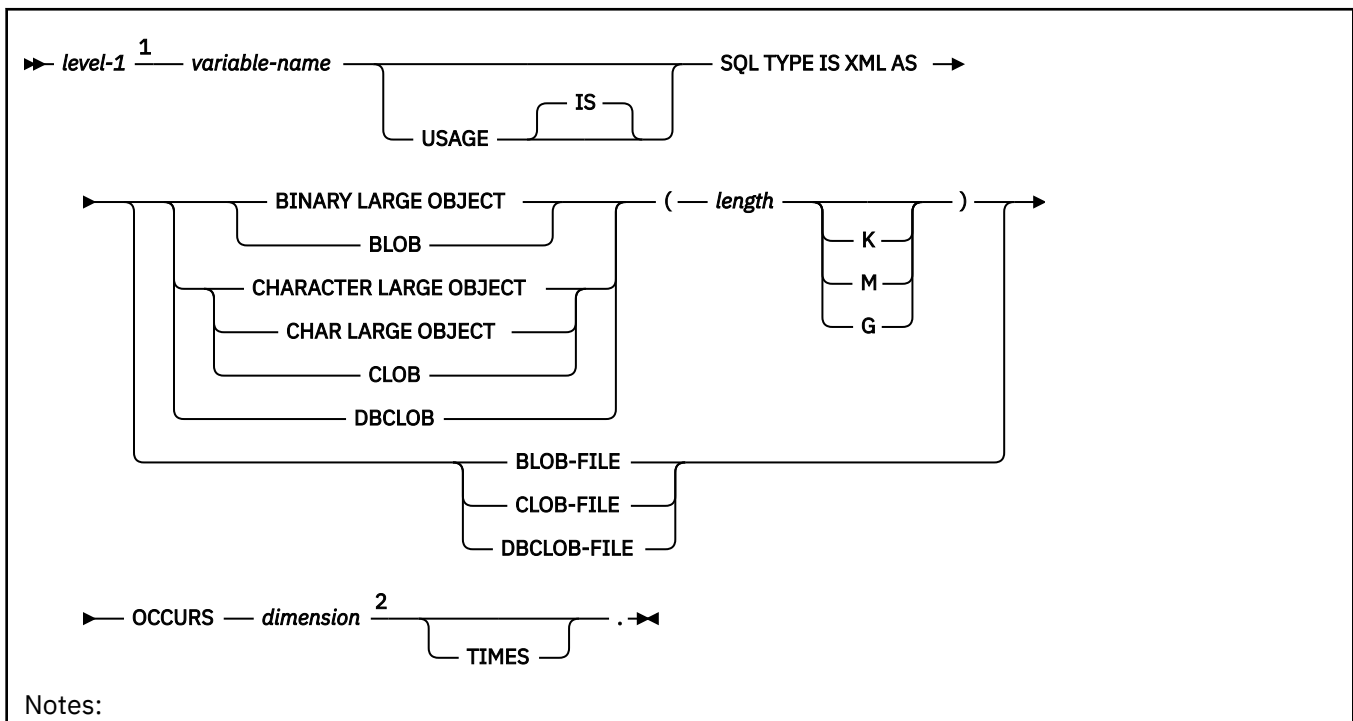 level-1 1 variable-name SQL TYPE IS XML AS
IS
USAGE
BINARY LARGE OBJECT ( length )
BLOB K
CHARACTER LARGE OBJECT M
CHAR LARGE OBJECT G
CLOB
DBCLOB
BLOB-FILE
CLOB-FILE
DBCLOB-FILE
OCCURS dimension 2 .
TIMES
Notes: